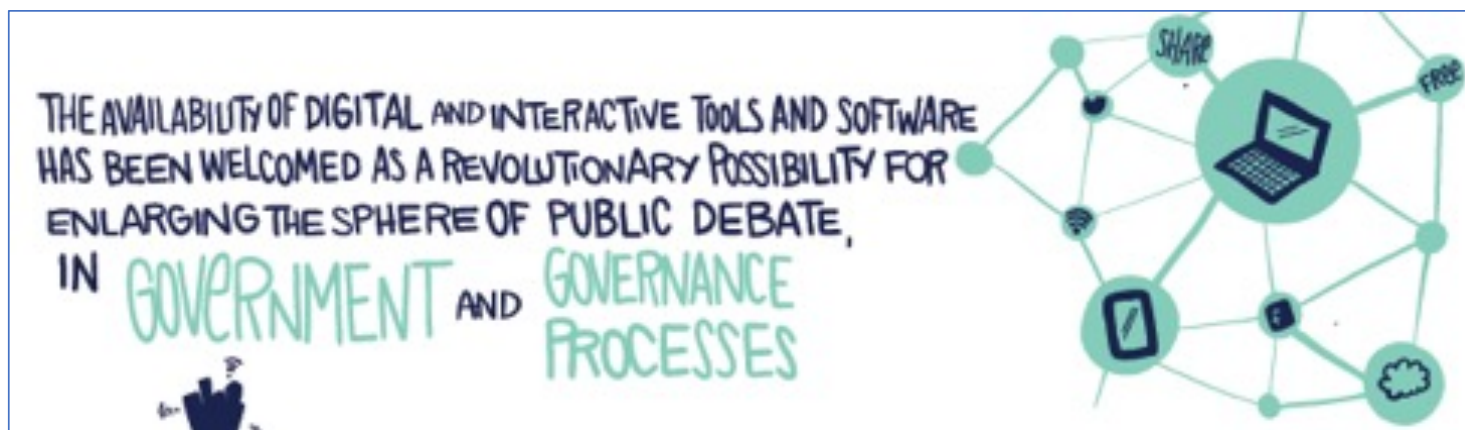 THE AVAILABILITY OF DIGITAL AND INTERACTIVE TOOLS AND SOFTWARE
HAS BEEN WELCOMED AS A REVOLUTIONARY POSSIBILITY FOR
ENLARGING THE SPHERE OF PUBLIC DEBATE,
IN GOVERNMENT AND GOVERNANCE
PROCESSES
SHARE
FREE